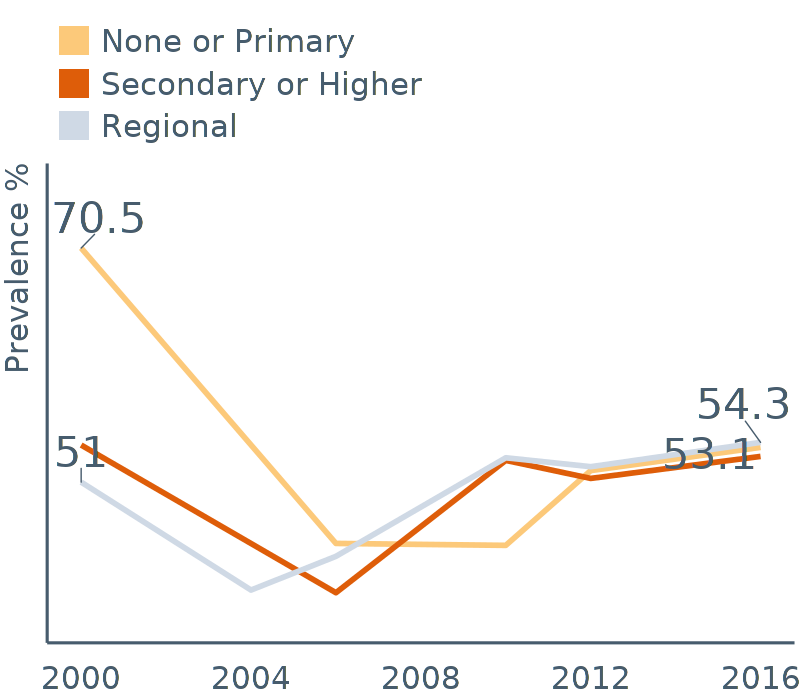 None or Primary
Secondary or Higher
Regional
Prevalence %
70.5
51
54.3
53.1
2000 2004 2008 2012 2016